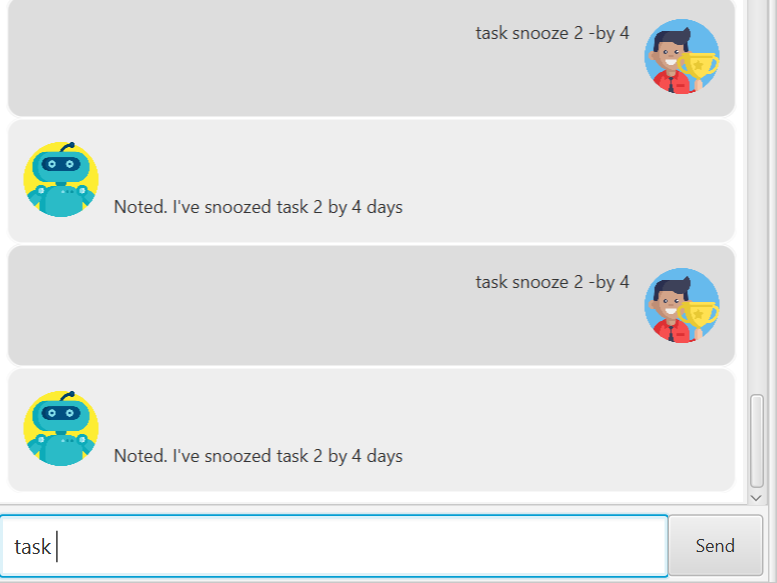 task snooze 2 -by 4
Noted. I've snoozed task 2 by 4 days
task snooze 2 -by 4
Noted. I've snoozed task 2 by 4 days
task
Send